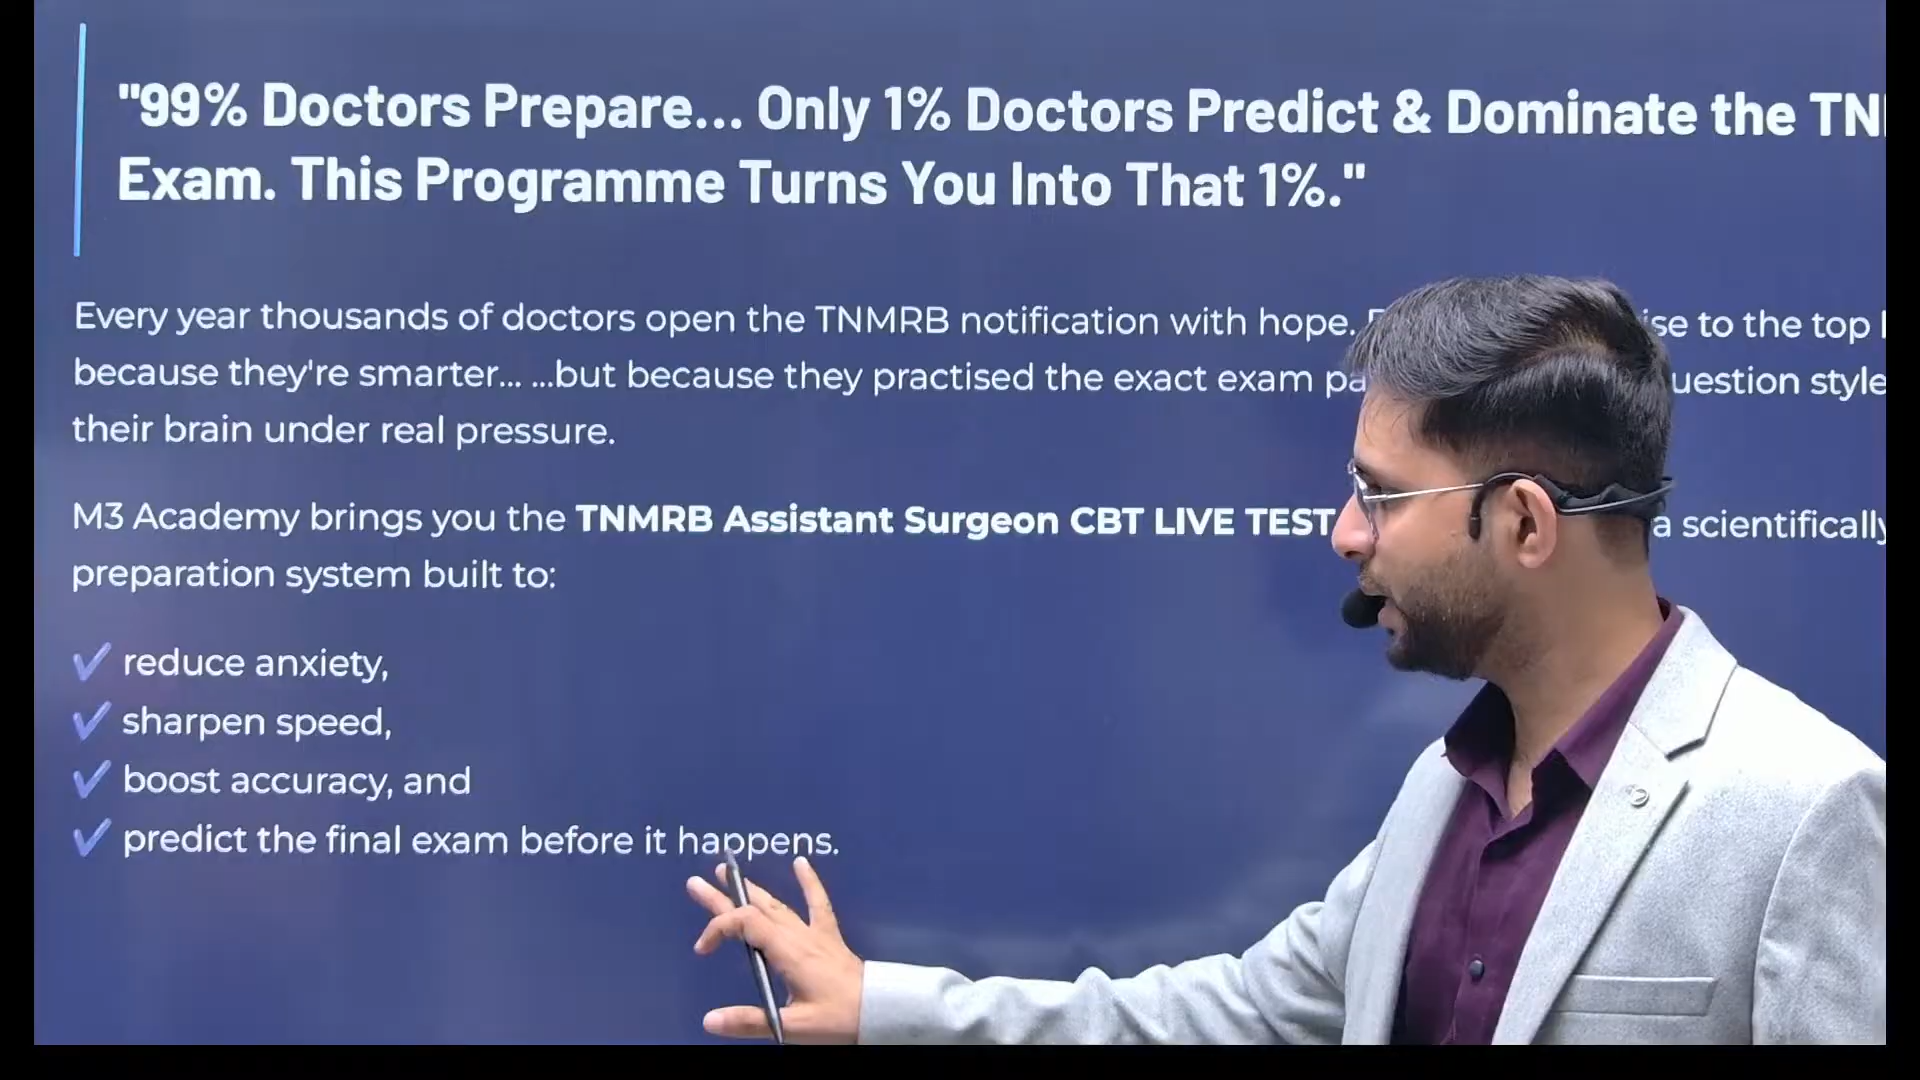 "99% Doctors Prepare... Only 1% Doctors Predict & Dominate the
Exam. This Programme Turns You Into That 1%."
Every year thousands of doctors open the TNMRB notification with hope. to the top
because they're smarter... ...but because they practised the exact exam style
their brain under real pressure.
M3 Academy brings you the TNMRB Assistant Surgeon CBT LIVE TEST a scientifically
preparation system built to:
✔ reduce anxiety,
✔ sharpen speed,
✔ boost accuracy, and
✔ predict the final exam before it happens.